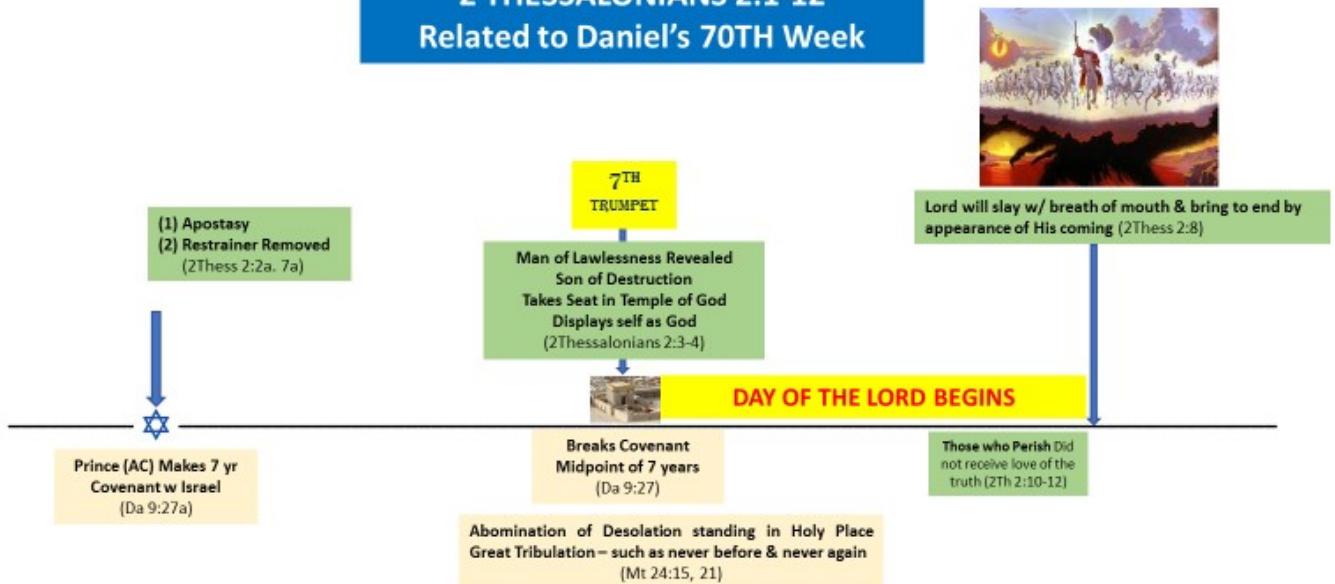 2 THESSALONIANS 2:1-12
Related to Daniel's 70TH Week
7TH
TRUMPET
(1) Apostasy
(2) Restrainer Removed
(2Thess 2:2a. 7a)
Man of Lawlessness Revealed
Son of Destruction
Takes Seat in Temple of God
Displays self as God
(2Thessalonians 2:3-4)
Lord will slay w/ breath of mouth & bring to end by
appearance of His coming (2Thess 2:8)
DAY OF THE LORD BEGINS
Prince (AC) Makes 7 yr
Covenant w Israel
(Da 9:27a)
Breaks Covenant
Midpoint of 7 years
(Da 9:27)
Those who Perish Did
not receive love of the
truth (2Th 2:10-12)
Abomination of Desolation standing in Holy Place
Great Tribulation – such as never before & never again
(Mt 24:15, 21)